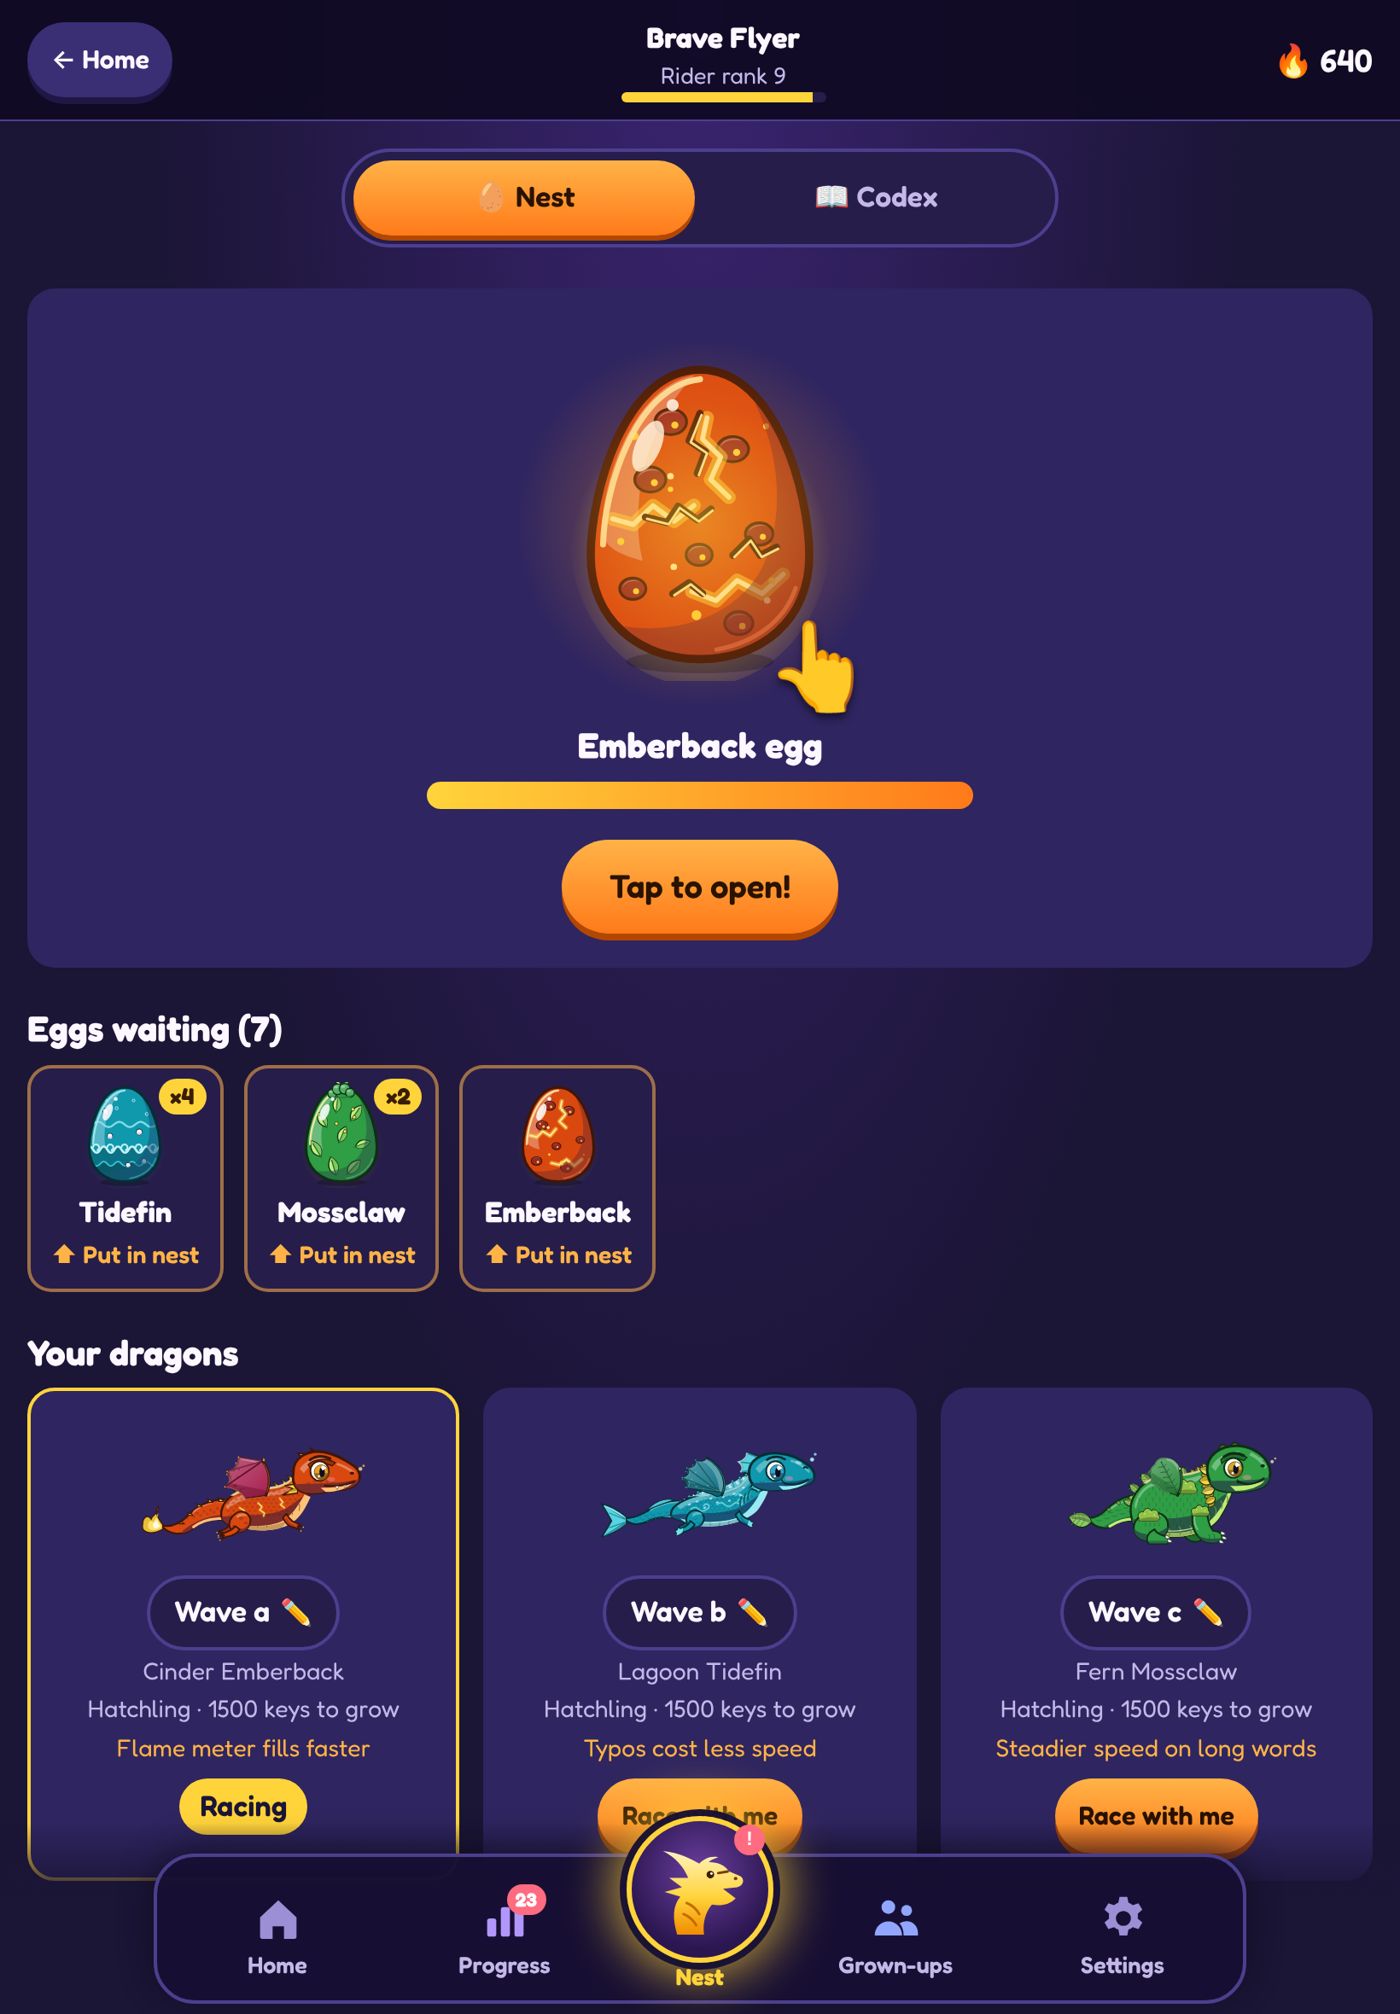 ← Home
Brave Flyer
Rider rank 9
640
Nest
Codex
Emberback egg
Tap to open!
Eggs waiting (7)
x4
x2
Tidefin
Mossclaw
Emberback
Put in nest
Put in nest
Put in nest
Your dragons
Wave a
Wave b
Wave c
Cinder Emberback
Lagoon Tidefin
Fern Mossclaw
Hatchling · 1500 keys to grow
Hatchling · 1500 keys to grow
Hatchling · 1500 keys to grow
Flame meter fills faster
Typos cost less speed
Steadier speed on long words
Racing
Race with me
Race with me
!
23
Home
Progress
Nest
Grown-ups
Settings